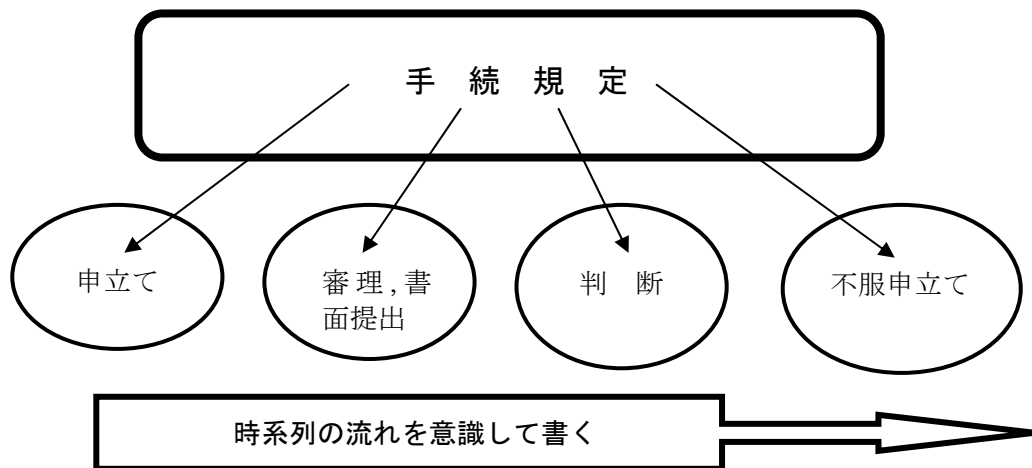 手続規定
申立て
審理,書
面提出
判断
不服申立て
時系列の流れを意識して書く